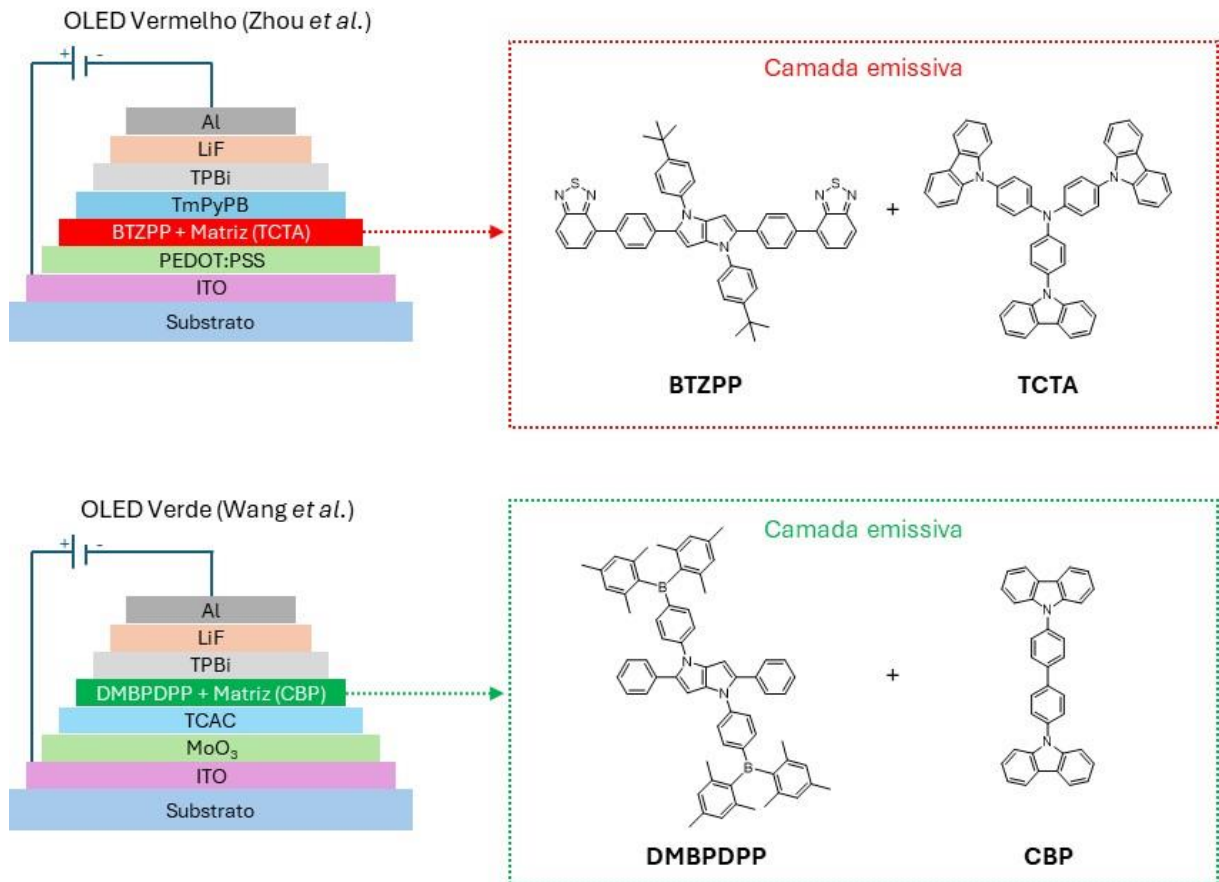 OLED Vermelho (Zhou et al.)
+ -
Al
LiF
TPBi
TmPyPB
BTZPP + Matriz (TCTA)
PEDOT:PSS
ITO
Substrato
Camada emissiva
N S N
N
N
N S N
+
N
N
N
N
BTZPP
TCTA
OLED Verde (Wang et al.)
+ -
Al
LiF
TPBi
DMBPDPP + Matriz (CBP)
TCAC
MoO₃
ITO
Substrato
Camada emissiva
B
N
N
B
+
N
N
DMBPDPP
CBP